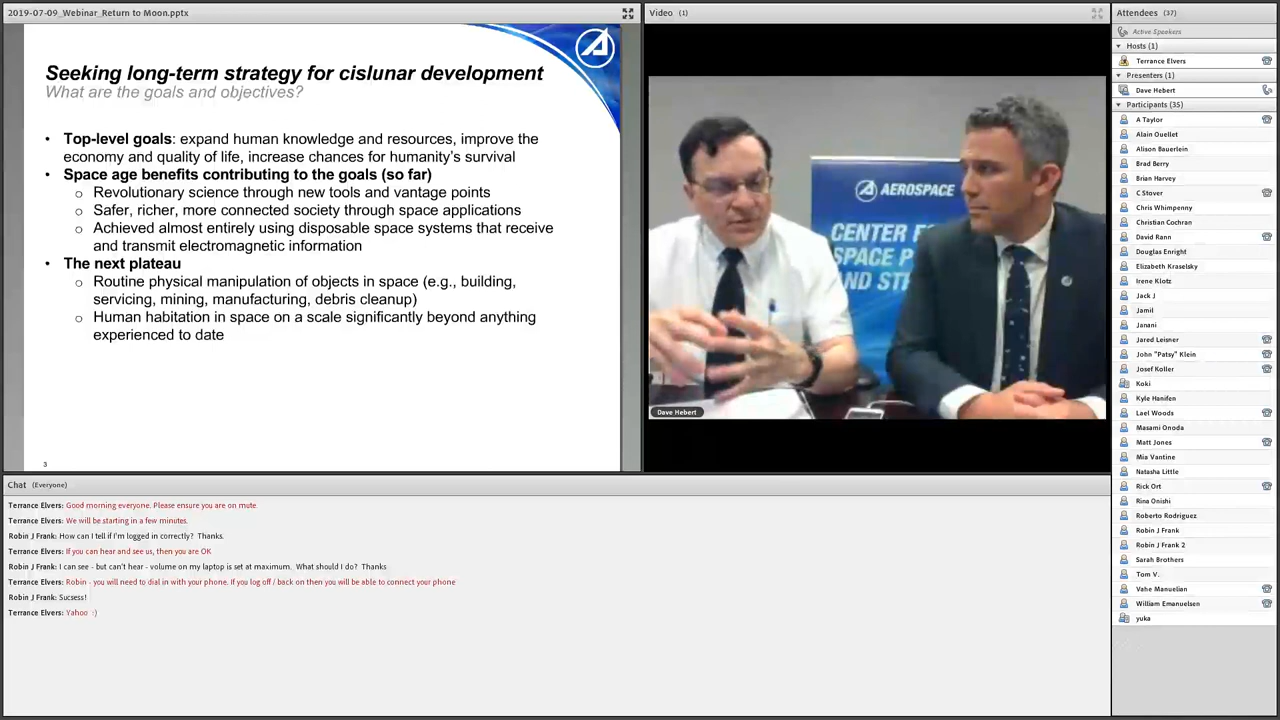 2019-07-09_Webinar_Return to Moon.pptx
Seeking long-term strategy for cislunar development
What are the goals and objectives?
• Top-level goals: expand human knowledge and resources, improve the
economy and quality of life, increase chances for humanity's survival
• Space age benefits contributing to the goals (so far)
o Revolutionary science through new tools and vantage points
o Safer, richer, more connected society through space applications
o Achieved almost entirely using disposable space systems that receive
and transmit electromagnetic information
• The next plateau
o Routine physical manipulation of objects in space (e.g., building,
servicing, mining, manufacturing, debris cleanup)
o Human habitation in space on a scale significantly beyond anything
experienced to date
3
Video (1)
AEROSPACE
CENTER F
SPACE P
AND STR
Dave Hebert
Chat (Everyone)
Terrance Elvers: Good morning everyone. Please ensure you are on mute
Terrance Elvers: We will be starting in a few minutes.
Robin J Frank: How can I tell if I'm logged in correctly? Thanks.
Terrance Elvers: If you can hear and see us, then you are OK
Robin J Frank: I can see - but can't hear - volume on my laptop is set at maximum. What should I do? Thanks
Terrance Elvers: Robin - you will need to dial in with your phone. If you log off / back on then you will be able to connect your phone
Robin J Frank: Sucsess!
Terrance Elvers: Yahoo :)
Attendees (37)
Active Speakers
Hosts (1)
Terrance Elvers
Presenters (1)
Dave Hebert
Participants (35)
A Taylor
Alain Ouellet
Alison Bauerlein
Brad Berry
Brian Harvey
C Stover
Chris Whimpenny
Christian Cochran
David Rann
Douglas Enright
Elizabeth Kraselsky
Irene Klotz
Jack J
Jamil
Janani
Jared Leisner
John "Patsy" Klein
Josef Koller
Koki
Kyle Hanifen
Lael Woods
Masami Onoda
Matt Jones
Mia Vantine
Natasha Little
Rick Ort
Rina Onishi
Roberto Rodriguez
Robin J Frank
Robin J Frank 2
Sarah Brothers
Tom V.
Vahe Manuelian
William Emanuelsen
yuka